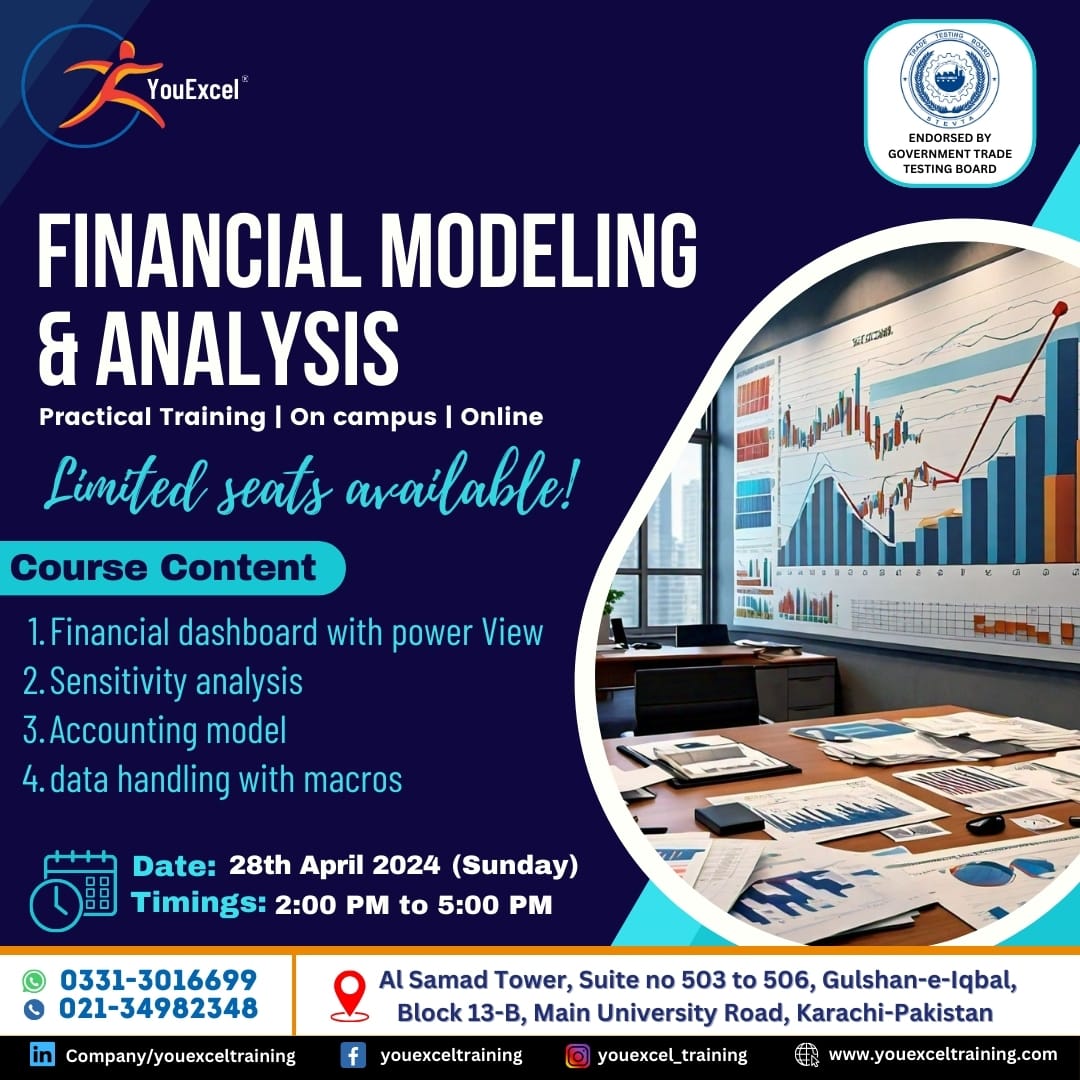 YouExcel®
TRADE TESTING BOARD
STEVTA
ENDORSED BY
GOVERNMENT TRADE
TESTING BOARD
FINANCIAL MODELING
& ANALYSIS
Practical Training | On campus | Online
Limited seats available!
Course Content
1. Financial dashboard with power View
2. Sensitivity analysis
3. Accounting model
4. data handling with macros
Date: 28th April 2024 (Sunday)
Timings: 2:00 PM to 5:00 PM
0331-3016699
021-34982348
Al Samad Tower, Suite no 503 to 506, Gulshan-e-Iqbal,
Block 13-B, Main University Road, Karachi-Pakistan
in Company/youexceltraining
f youexceltraining
youexcel_training
www.youexceltraining.com